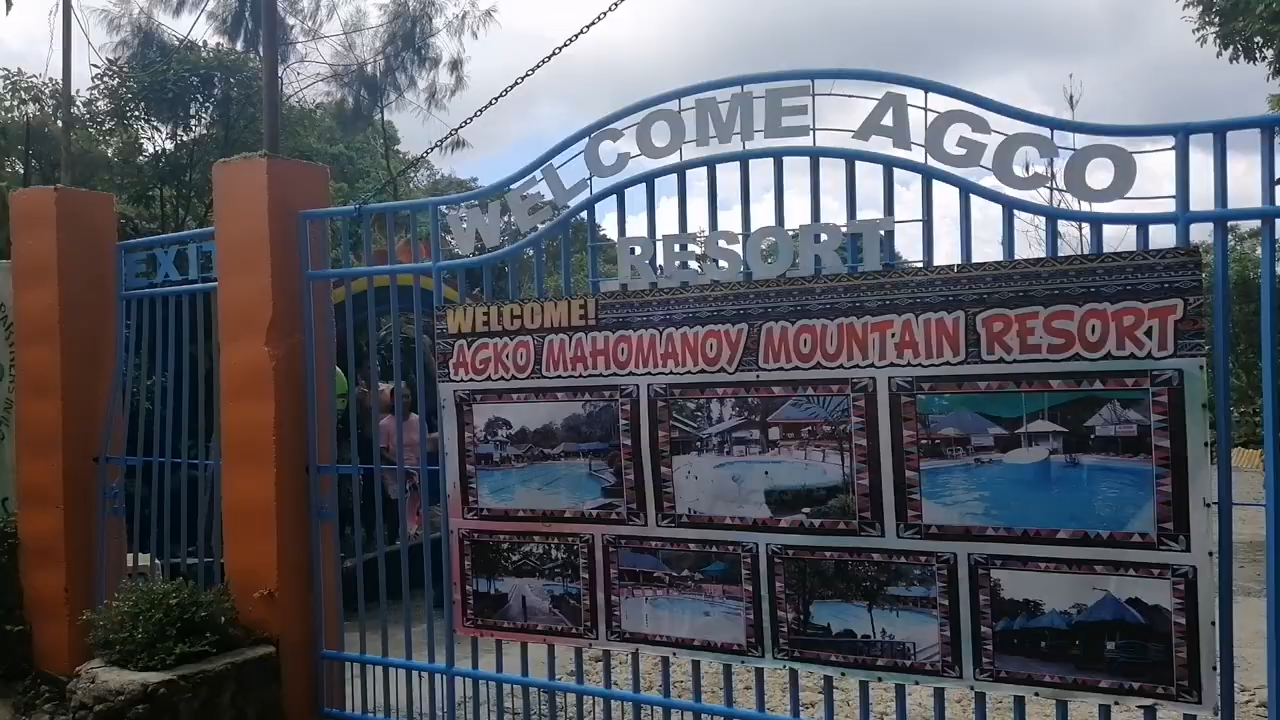 WELCOME AGCO
RESORT
EXIT
WELCOME!
AGKO MAHOMANOY MOUNTAIN RESORT